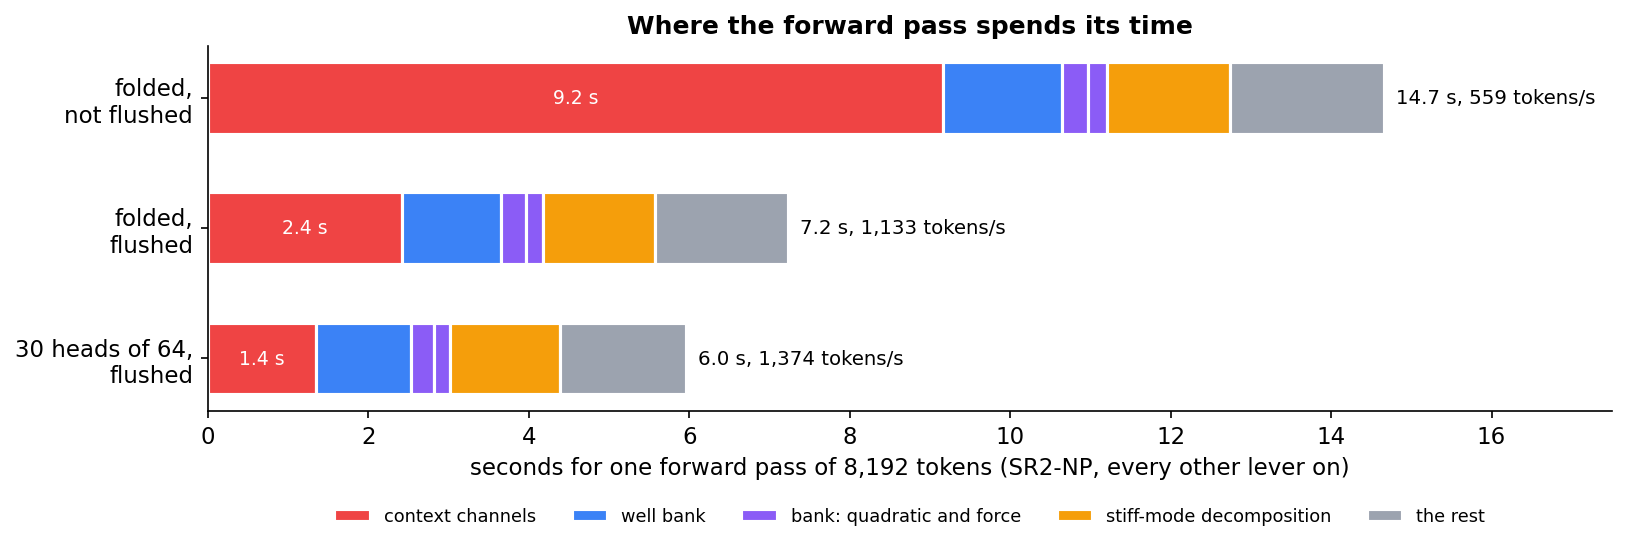 Where the forward pass spends its time
folded,
not flushed
9.2 s
14.7 s, 559 tokens/s
folded,
flushed
2.4 s
7.2 s, 1,133 tokens/s
30 heads of 64,
flushed
1.4 s
6.0 s, 1,374 tokens/s
0 2 4 6 8 10 12 14 16
seconds for one forward pass of 8,192 tokens (SR2-NP, every other lever on)
context channels well bank bank: quadratic and force stiff-mode decomposition the rest